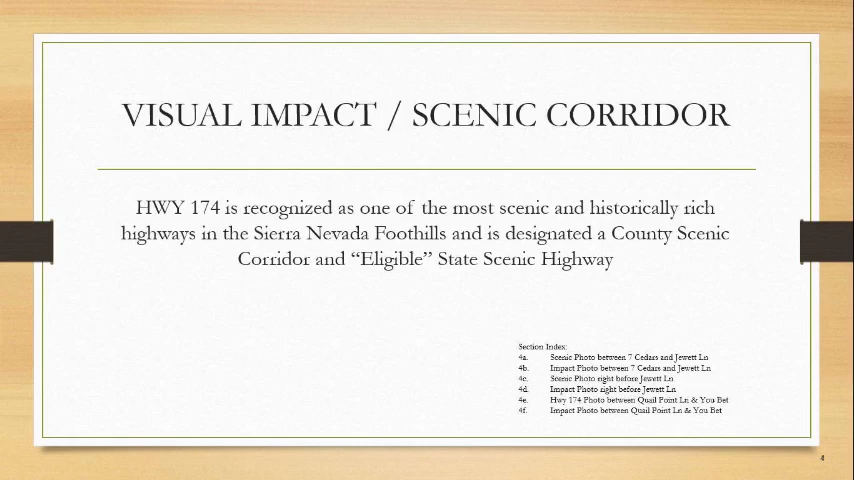 VISUAL IMPACT / SCENIC CORRIDOR
HWY 174 is recognized as one of the most scenic and historically rich
highways in the Sierra Nevada Foothills and is designated a County Scenic
Corridor and “Eligible” State Scenic Highway
Section Index:
4a. Scenic Photo between 7 Cedars and Jewett Ln
4b. Impact Photo between 7 Cedars and Jewett Ln
4c. Scenic Photo right before Jewett Ln
4d. Impact Photo right before Jewett Ln
4e. Hwy 174 Photo between Quail Point Ln & You Bet
4f. Impact Photo between Quail Point Ln & You Bet
4